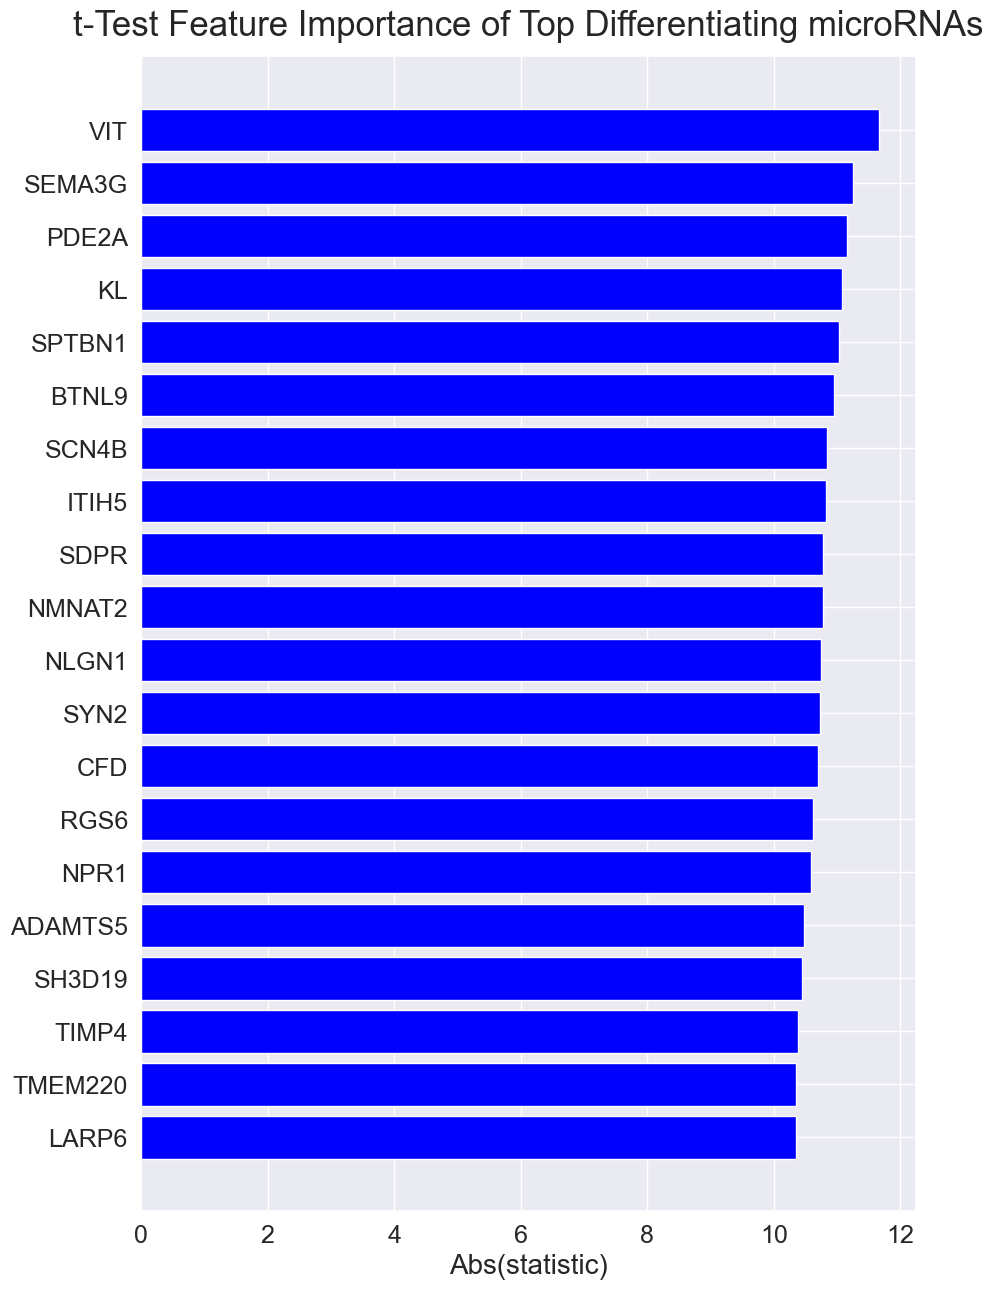 t-Test Feature Importance of Top Differentiating microRNAs
VIT
SEMA3G
PDE2A
KL
SPTBN1
BTNL9
SCN4B
ITIH5
SDPR
NMNAT2
NLGN1
SYN2
CFD
RGS6
NPR1
ADAMTS5
SH3D19
TIMP4
TMEM220
LARP6
0 2 4 6 8 10 12
Abs(statistic)